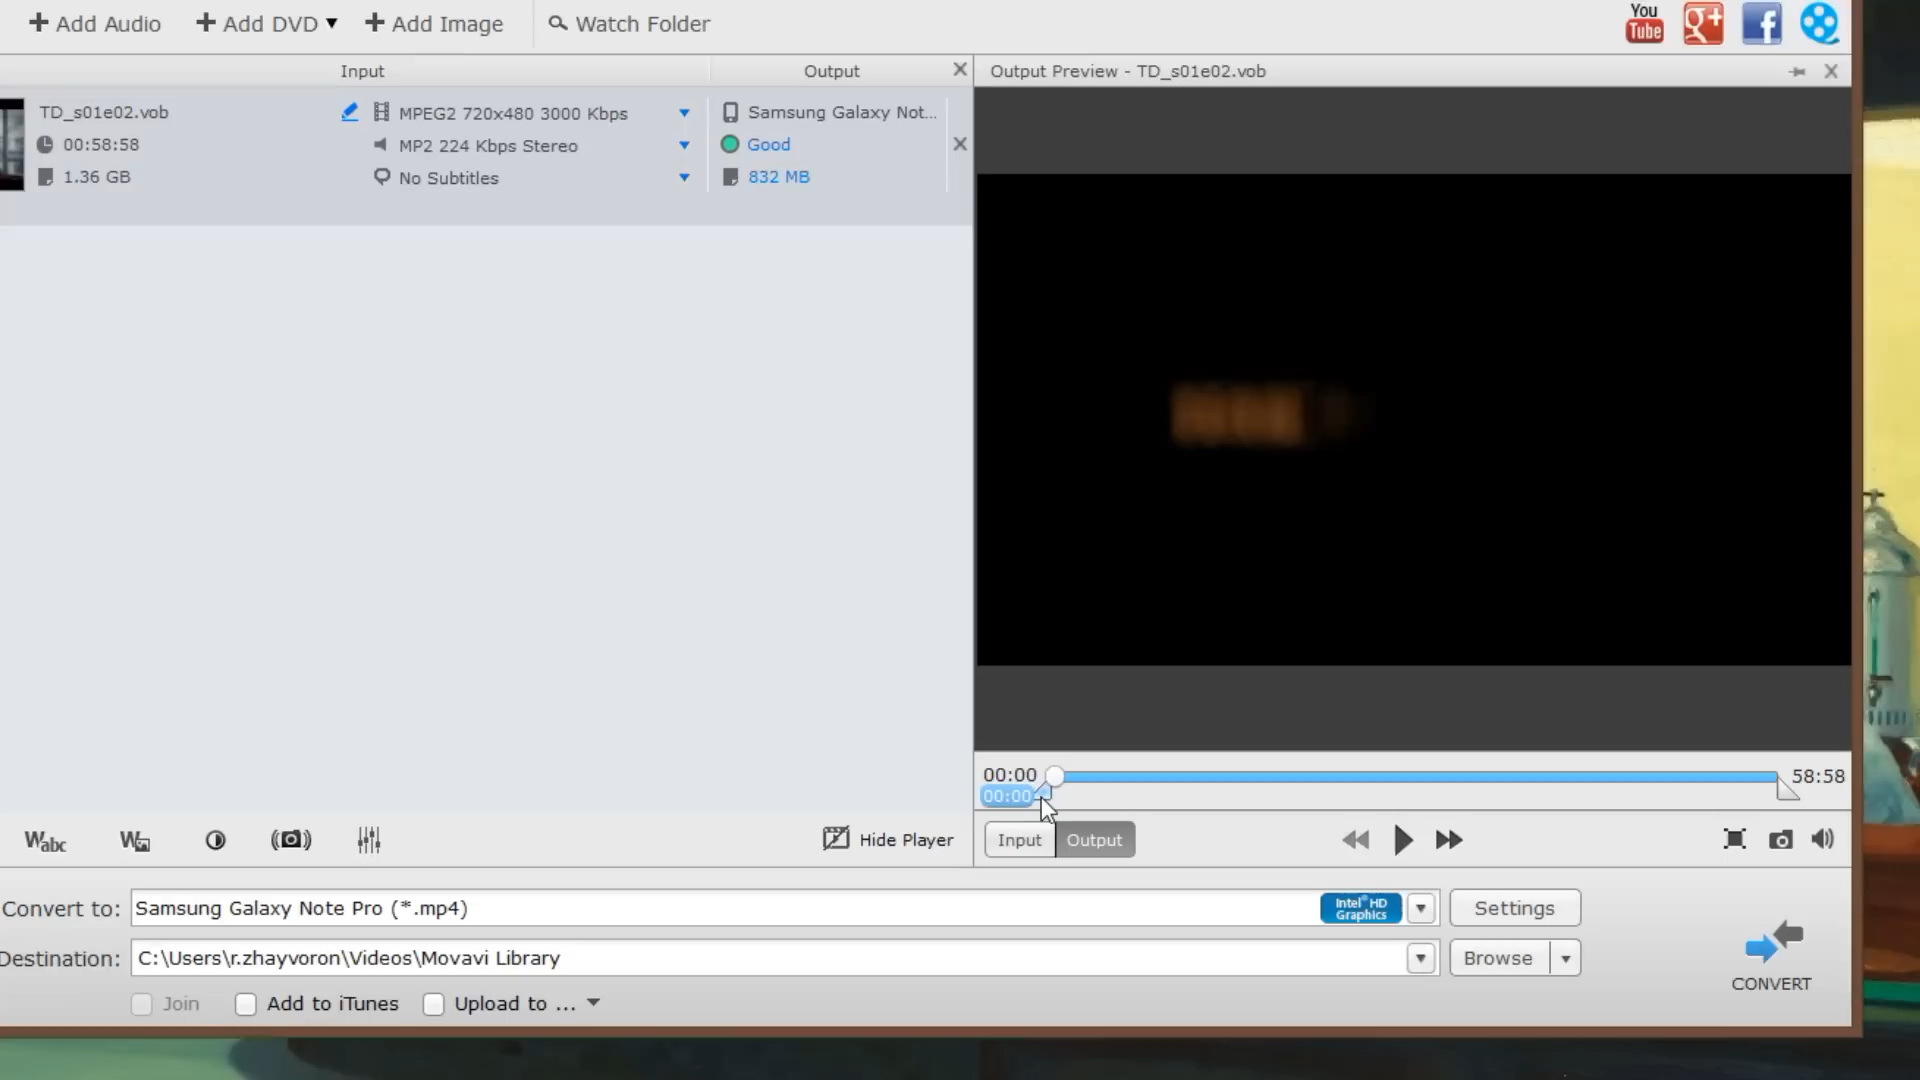 Add Audio Add DVD Add Image Watch Folder You Tube g+ f
Input Output Output Preview - TD_s01e02.vob
TD_s01e02.vob MPEG2 720x480 3000 Kbps Samsung Galaxy Not...
00:58:58 MP2 224 Kbps Stereo Good
1.36 GB No Subtitles 832 MB
00:00 58:58
00:00
Wabc W Hide Player Input Output
Convert to: Samsung Galaxy Note Pro (*.mp4) Intel® HD Graphics Settings
Destination: C:\Users\r.zhayvoron\Videos\Movavi Library Browse
CONVERT
Join Add to iTunes Upload to ...